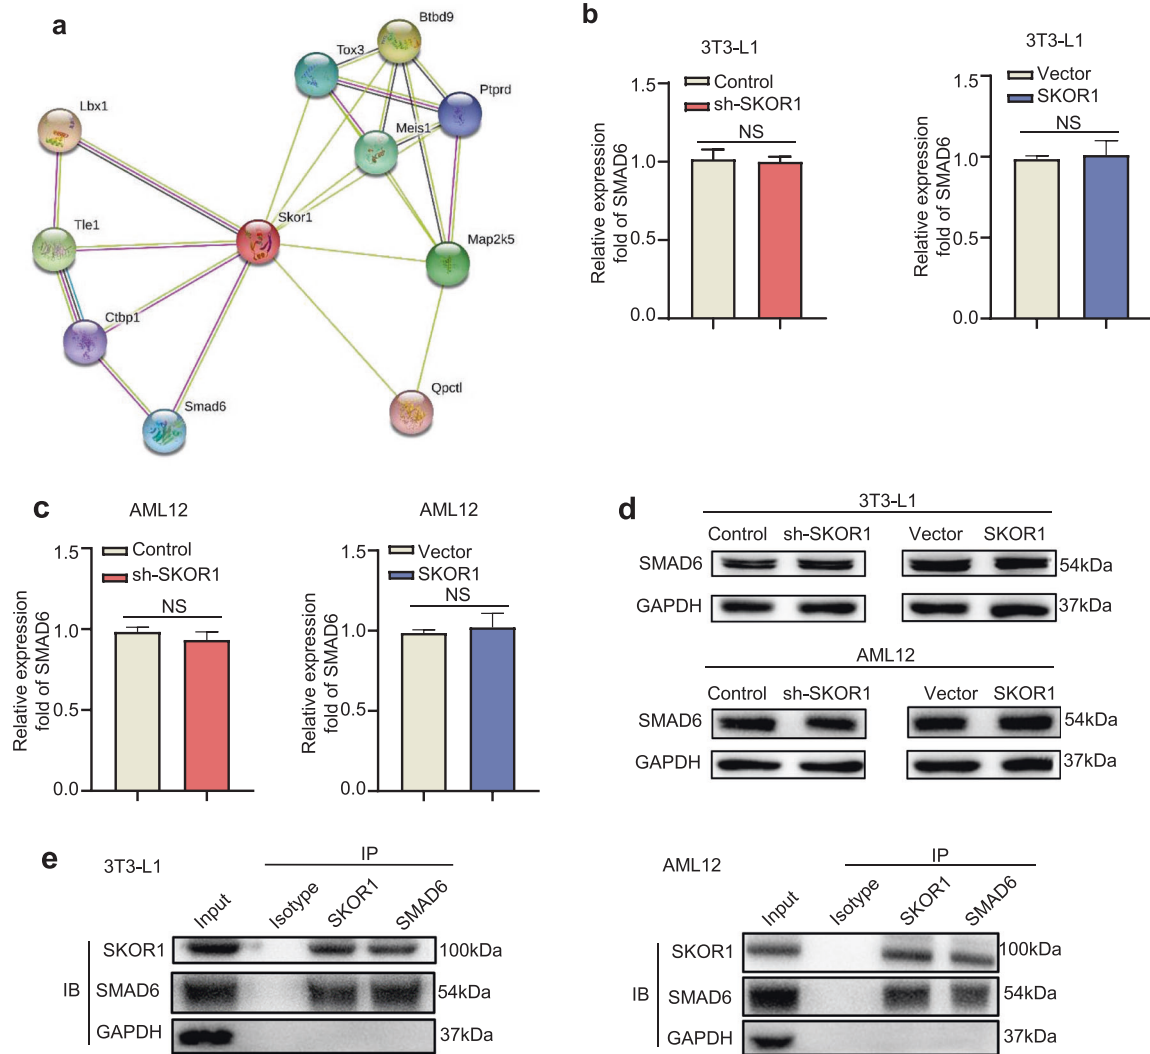 a
Btbd9
Tox3
Ptprd
Lbx1
Meis1
Skor1
Tle1
Map2k5
Ctbp1
Qpctl
Smad6
b
3T3-L1
Relative expression
fold of SMAD6
1.5
1.0
0.5
0.0
Control
sh-SKOR1
NS
3T3-L1
Relative expression
fold of SMAD6
1.5
1.0
0.5
0.0
Vector
SKOR1
NS
c
AML12
Relative expression
fold of SMAD6
1.5
1.0
0.5
0.0
Control
sh-SKOR1
NS
AML12
Relative expression
fold of SMAD6
1.5
1.0
0.5
0.0
Vector
SKOR1
NS
d
3T3-L1
Control sh-SKOR1 Vector SKOR1
SMAD6 54kDa
GAPDH 37kDa
AML12
Control sh-SKOR1 Vector SKOR1
SMAD6 54kDa
GAPDH 37kDa
e
3T3-L1
IP
Input Isotype SKOR1 SMAD6
IB
SKOR1 100kDa
SMAD6 54kDa
GAPDH 37kDa
AML12
IP
Input Isotype SKOR1 SMAD6
IB
SKOR1 100kDa
SMAD6 54kDa
GAPDH 37kDa